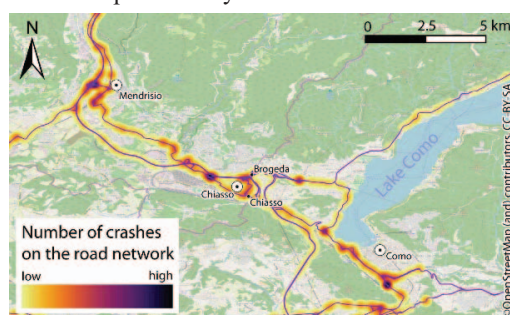 N
0 2.5 5 km
Mendrisio
Brogeda
Chiasso
Chiasso
Lake Como
Como
Number of crashes
on the road network
low high
©OpenStreetMap (and) contributors, CC-BY-SA